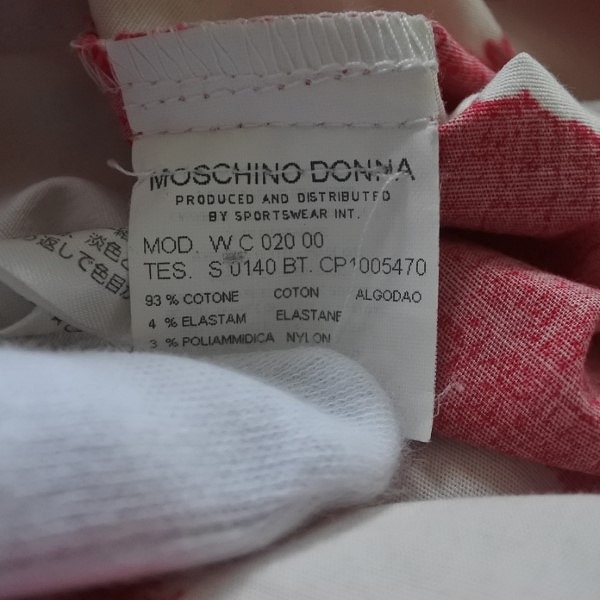 MOSCHINO DONNA
PRODUCED AND DISTRIBUTED
BY SPORTSWEAR INT.
MOD. W C 020 00
TES. S 0140 BT. CP1005470
93 % COTONE COTON ALGODAO
4 % ELASTAM ELASTANE
3 % POLIAMMIDICA NYLON
淡色
返して色目